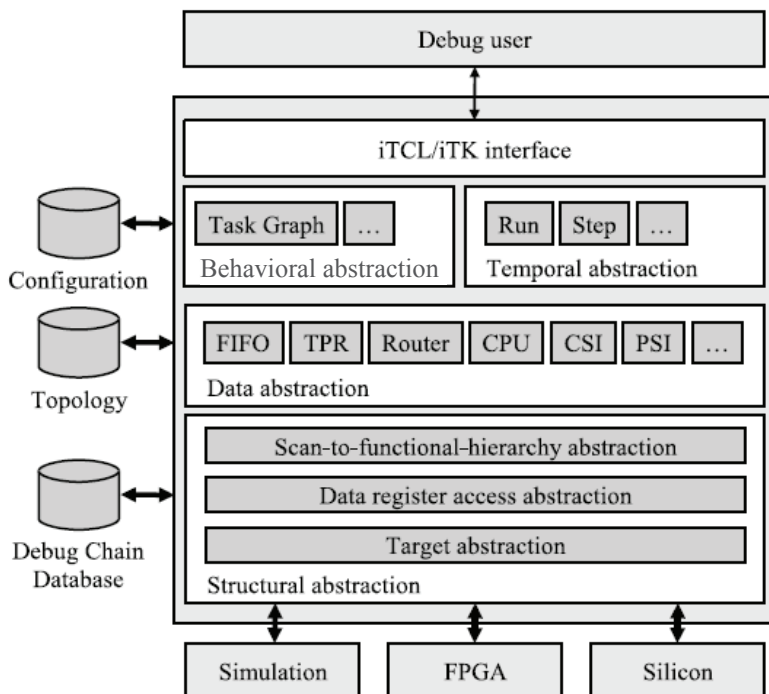 Debug user
iTCL/iTK interface
Task Graph
…
Behavioral abstraction
Run
Step
…
Temporal abstraction
Configuration
FIFO
TPR
Router
CPU
CSI
PSI
…
Data abstraction
Topology
Scan-to-functional-hierarchy abstraction
Data register access abstraction
Target abstraction
Structural abstraction
Debug Chain
Database
Simulation
FPGA
Silicon